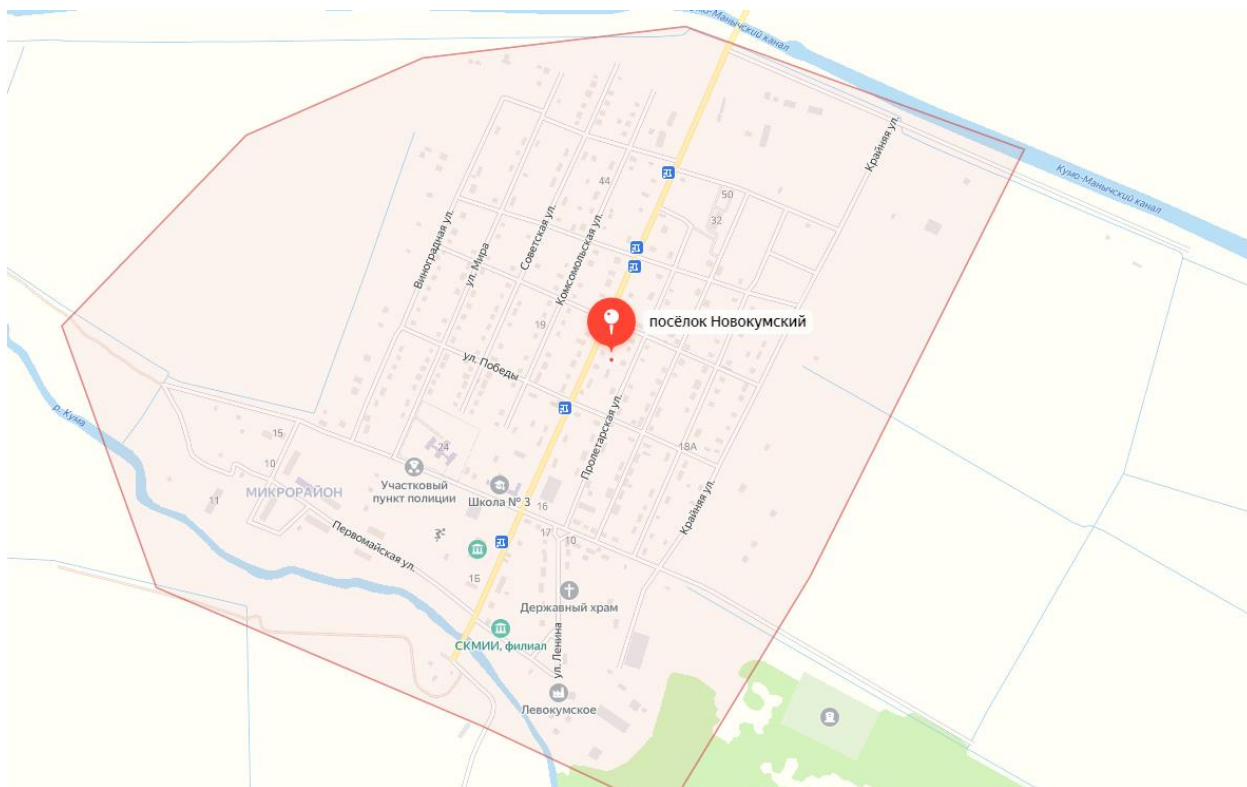 Кумо-Манычский канал
Крайняя ул.
Кумо-Манычский канал
44
50
32
Виноградная ул.
ул. Мира
Советская ул.
Комсомольская ул.
19
посёлок Новокумский
ул. Победы
р. Кума
Пролетарская ул.
15
24
18А
10
Участковый
пункт полиции
МИКРОРАЙОН
11
Школа № 3
16
Крайняя ул.
17
10
Первомайская ул.
1Б
Державный храм
СКМИИ, филиал
ул. Ленина
Левокумское